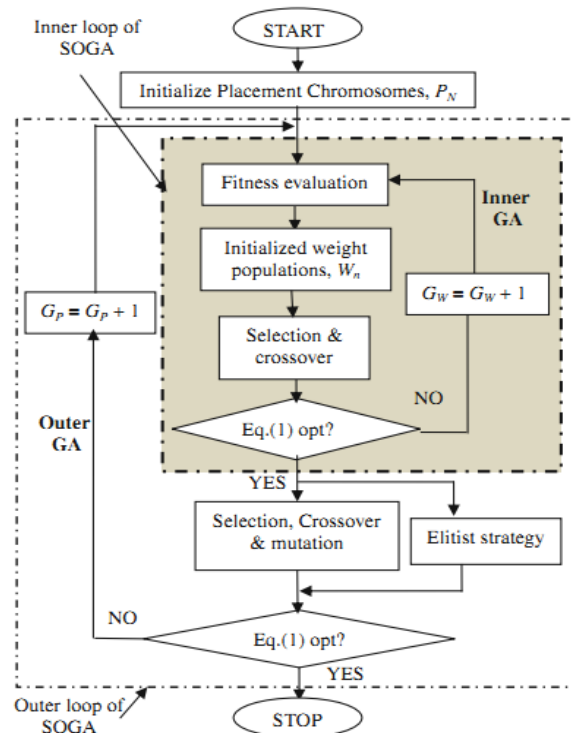 Inner loop of
SOGA
START
Initialize Placement Chromosomes, P_N
Fitness evaluation
Inner
GA
Initialized weight
populations, W_n
G_P = G_P + 1
G_W = G_W + 1
Selection &
crossover
NO
Outer
GA
Eq.(1) opt?
YES
Selection, Crossover
& mutation
Elitist strategy
NO
Eq.(1) opt?
YES
Outer loop of
SOGA
STOP